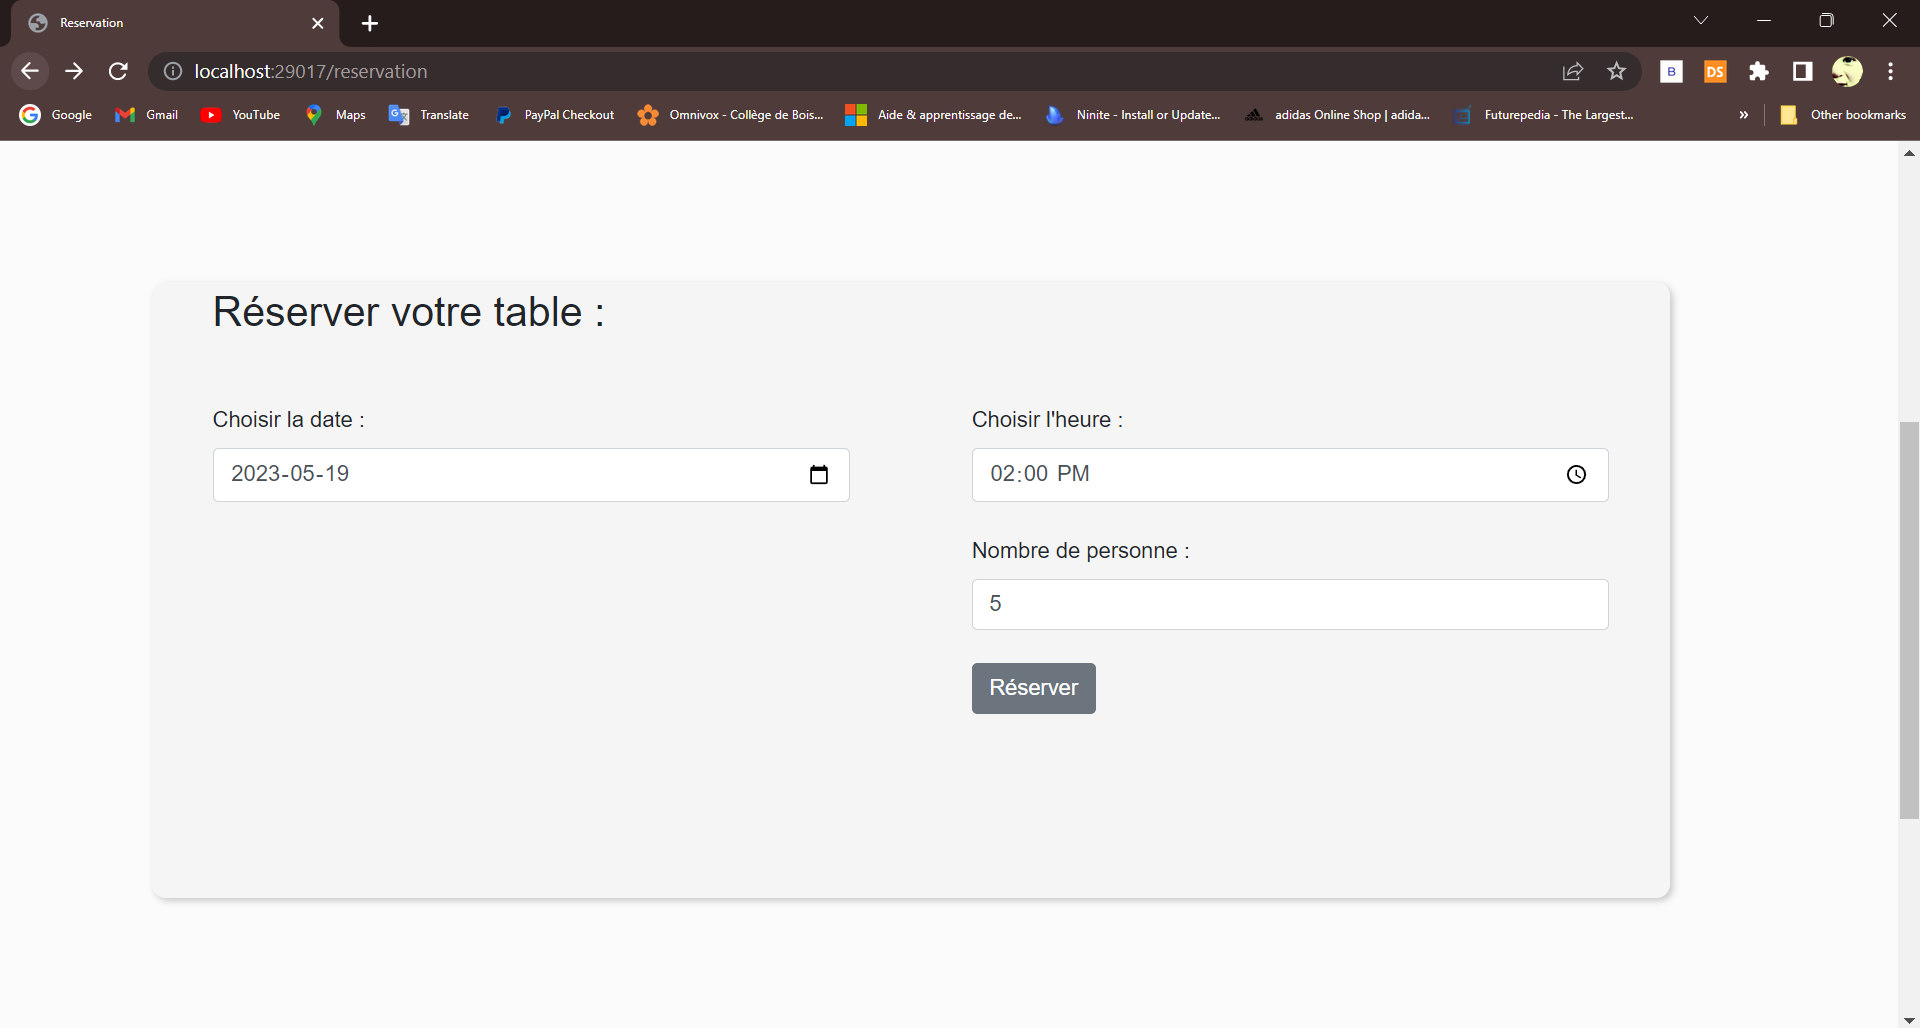 Reservation
localhost:29017/reservation
B
DS
Google Gmail YouTube Maps Translate PayPal Checkout Omnivox - Collège de Bois... Aide & apprentissage de... Ninite - Install or Update... adidas Online Shop | adida... Futurepedia - The Largest... » Other bookmarks
Réserver votre table :
Choisir la date :
2023-05-19
Choisir l'heure :
02:00 PM
Nombre de personne :
5
Réserver